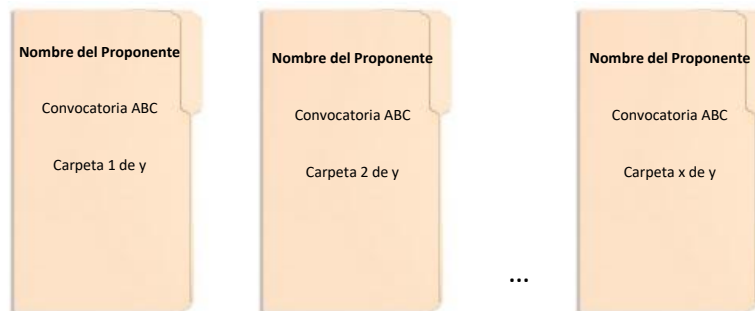 Nombre del Proponente
Convocatoria ABC
Carpeta 1 de y
Nombre del Proponente
Convocatoria ABC
Carpeta 2 de y
...
Nombre del Proponente
Convocatoria ABC
Carpeta x de y